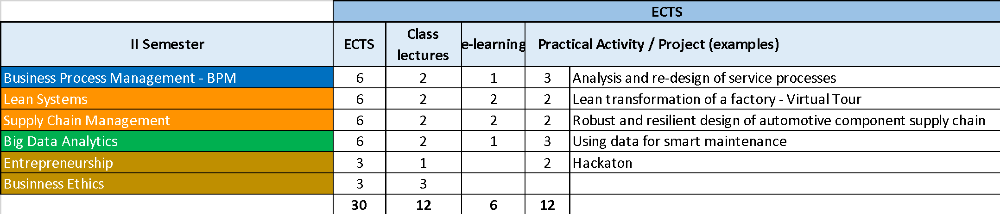 ECTS
II Semester ECTS Class lectures e-learning Practical Activity / Project (examples)
Business Process Management - BPM 6 2 1 3 Analysis and re-design of service processes
Lean Systems 6 2 2 2 Lean transformation of a factory - Virtual Tour
Supply Chain Management 6 2 2 2 Robust and resilient design of automotive component supply chain
Big Data Analytics 6 2 1 3 Using data for smart maintenance
Entrepreneurship 3 1 2 Hackaton
Businness Ethics 3 3
30 12 6 12